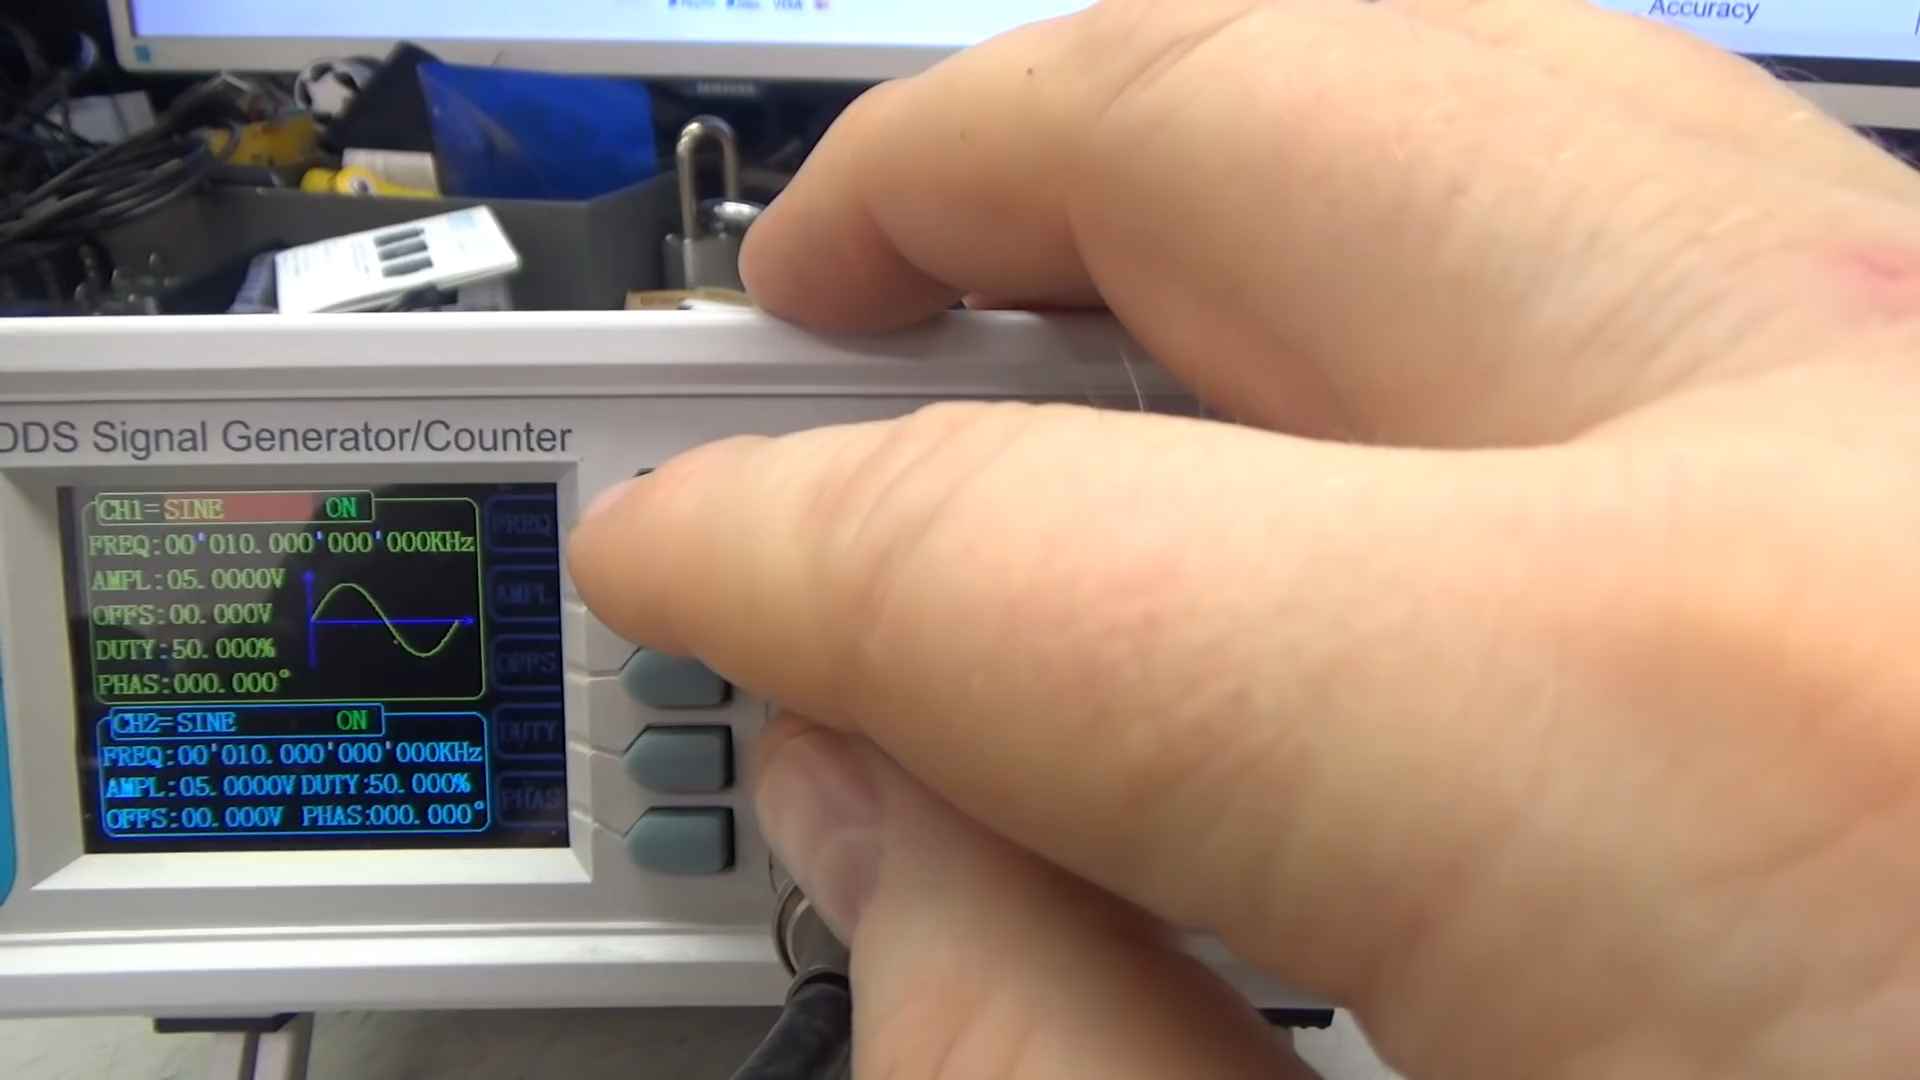 VISA
Accuracy
SAMSUNG
DDS Signal Generator/Counter
CH1=SINE ON
FREQ:00'010.000'000'000KHz
AMPL:05.0000V
OFFS:00.000V
DUTY:50.000%
PHAS:000.000°
CH2=SINE ON
FREQ:00'010.000'000'000KHz
AMPL:05.0000V DUTY:50.000%
OFFS:00.000V PHAS:000.000°
FREQ
AMPL
OFFS
DUTY
PHAS